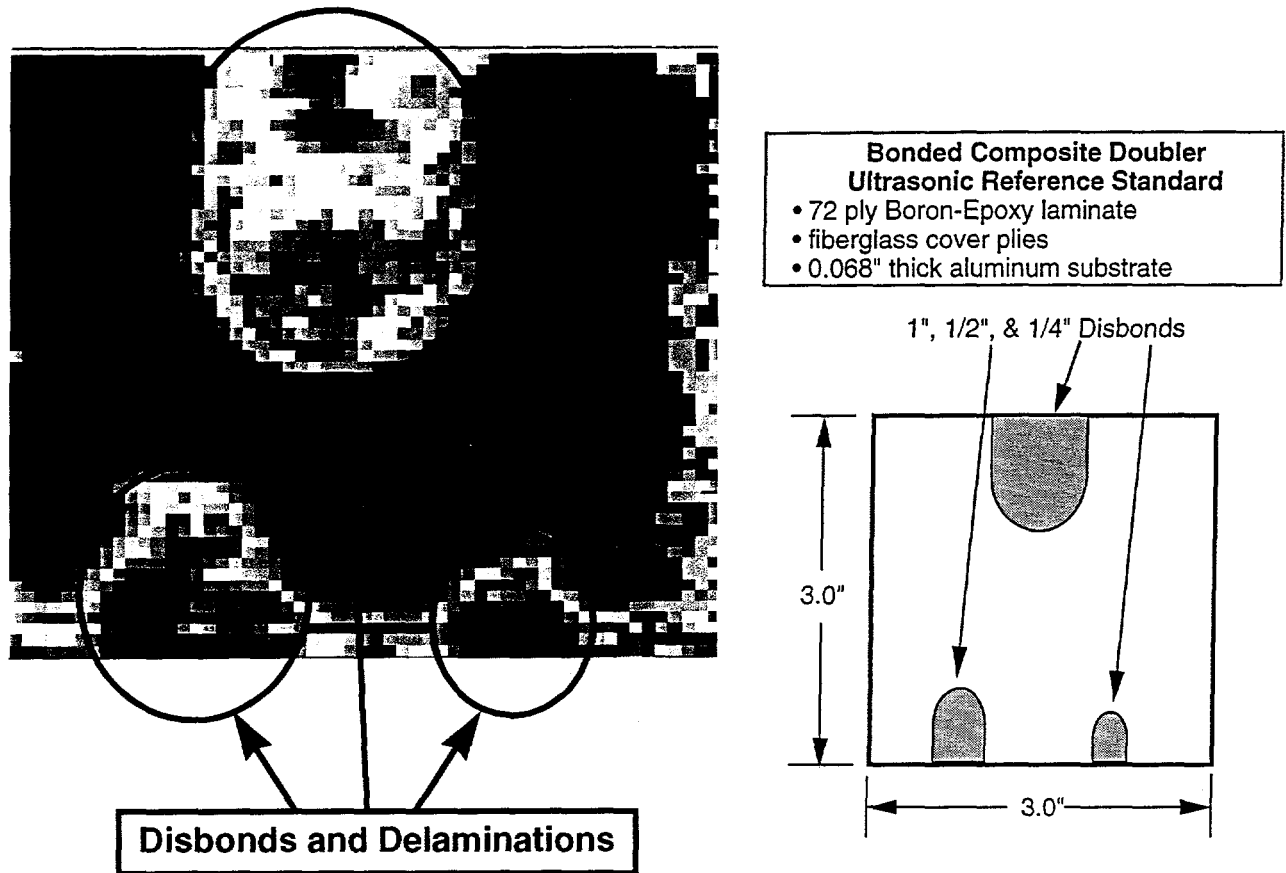 Bonded Composite Doubler
Ultrasonic Reference Standard
• 72 ply Boron-Epoxy laminate
• fiberglass cover plies
• 0.068" thick aluminum substrate
1", 1/2", & 1/4" Disbonds
3.0"
3.0"
Disbonds and Delaminations